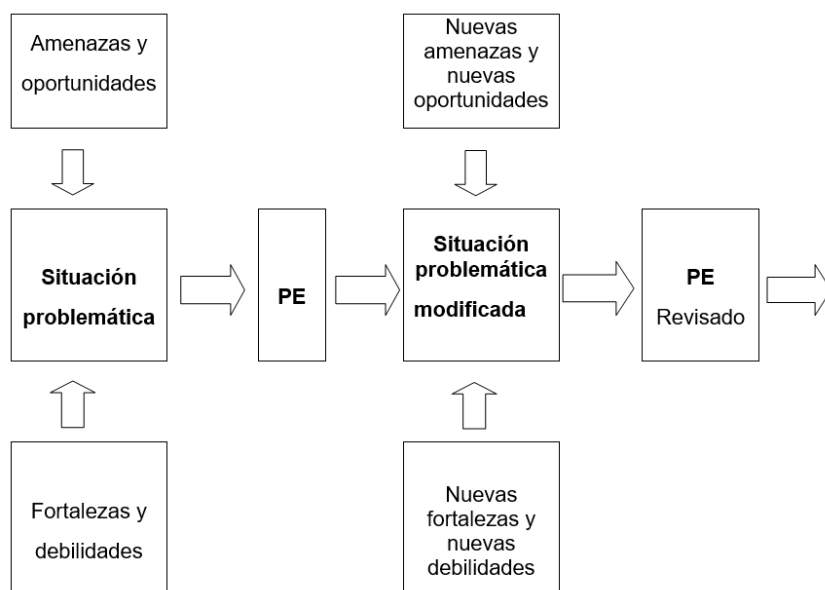 Amenazas y
oportunidades
Nuevas
amenazas y
nuevas
oportunidades
Situación
problemática
PE
Situación
problemática
modificada
PE
Revisado
Fortalezas y
debilidades
Nuevas
fortalezas y
nuevas
debilidades